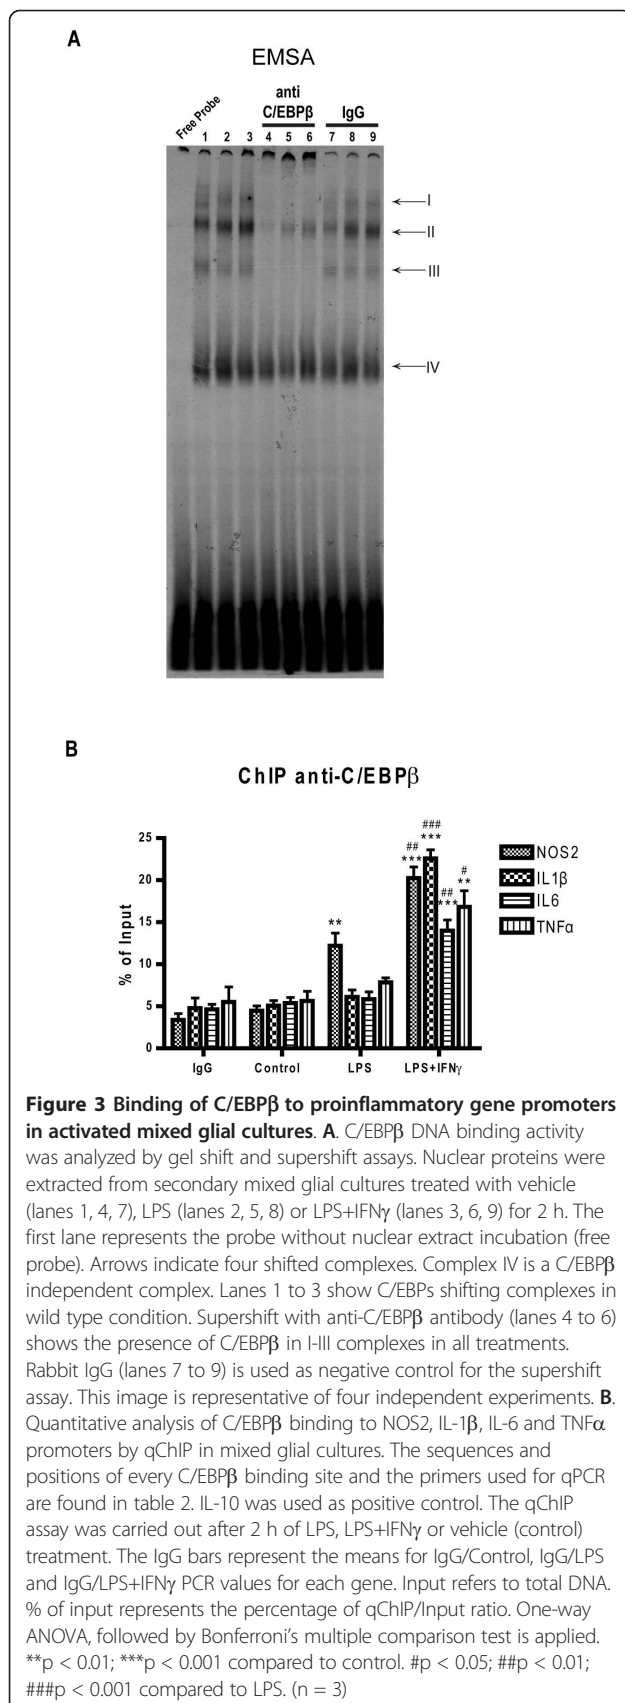 A
EMSA
anti
C/EBPβ
IgG
Free Probe
1 2 3 4 5 6 7 8 9
I
II
III
IV
B
ChIP anti-C/EBPβ
% of Input
25
20
15
10
5
0
**
##
***
###
***
##
***
#
**
IgG Control LPS LPS+IFNγ
NOS2
IL1β
IL6
TNFα
Figure 3 Binding of C/EBPβ to proinflammatory gene promoters
in activated mixed glial cultures. A. C/EBPβ DNA binding activity
was analyzed by gel shift and supershift assays. Nuclear proteins were
extracted from secondary mixed glial cultures treated with vehicle
(lanes 1, 4, 7), LPS (lanes 2, 5, 8) or LPS+IFNγ (lanes 3, 6, 9) for 2 h. The
first lane represents the probe without nuclear extract incubation (free
probe). Arrows indicate four shifted complexes. Complex IV is a C/EBPβ
independent complex. Lanes 1 to 3 show C/EBPs shifting complexes in
wild type condition. Supershift with anti-C/EBPβ antibody (lanes 4 to 6)
shows the presence of C/EBPβ in I-III complexes in all treatments.
Rabbit IgG (lanes 7 to 9) is used as negative control for the supershift
assay. This image is representative of four independent experiments. B.
Quantitative analysis of C/EBPβ binding to NOS2, IL-1β, IL-6 and TNFα
promoters by qChIP in mixed glial cultures. The sequences and
positions of every C/EBPβ binding site and the primers used for qPCR
are found in table 2. IL-10 was used as positive control. The qChIP
assay was carried out after 2 h of LPS, LPS+IFNγ or vehicle (control)
treatment. The IgG bars represent the means for IgG/Control, IgG/LPS
and IgG/LPS+IFNγ PCR values for each gene. Input refers to total DNA.
% of input represents the percentage of qChIP/Input ratio. One-way
ANOVA, followed by Bonferroni's multiple comparison test is applied.
**p < 0.01; ***p < 0.001 compared to control. #p < 0.05; ##p < 0.01;
###p < 0.001 compared to LPS. (n = 3)